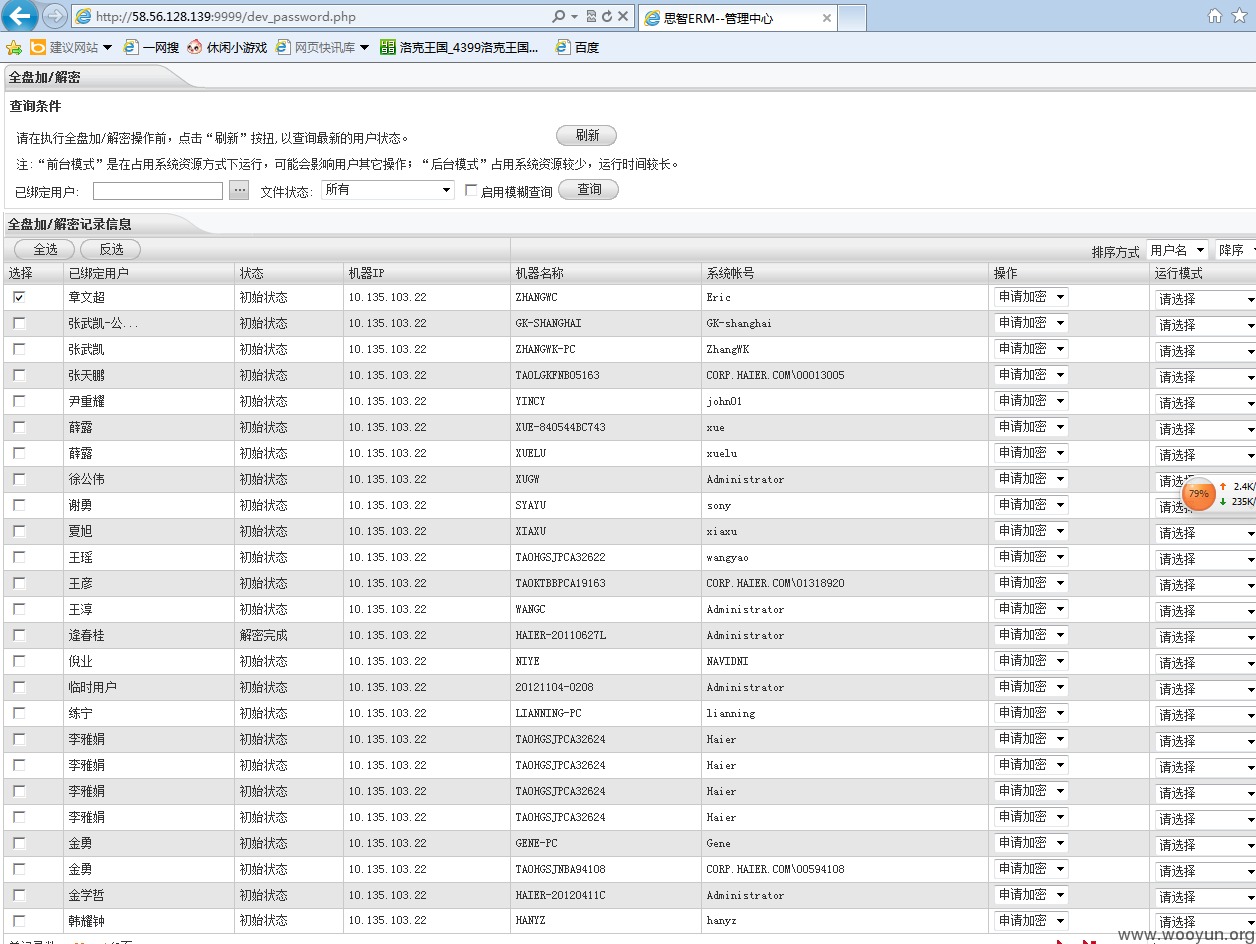 http://58.56.128.139:9999/dev_password.php 思智ERM--管理中心
建议网站 一网搜 休闲小游戏 网页快讯库 洛克王国_4399洛克王国... 百度
全盘加/解密
查询条件
请在执行全盘加/解密操作前，点击“刷新”按扭,以查询最新的用户状态。 刷新
注:“前台模式”是在占用系统资源方式下运行，可能会影响用户其它操作;“后台模式”占用系统资源较少，运行时间较长。
已绑定用户: ... 文件状态: 所有 启用模糊查询 查询
全盘加/解密记录信息
全选 反选 排序方式 用户名 降序
选择 已绑定用户 状态 机器IP 机器名称 系统帐号 操作 运行模式
章文超 初始状态 10.135.103.22 ZHANGWC Eric 申请加密 请选择
张武凯-公... 初始状态 10.135.103.22 GK-SHANGHAI GK-shanghai 申请加密 请选择
张武凯 初始状态 10.135.103.22 ZHANGWK-PC ZhangWK 申请加密 请选择
张天鹏 初始状态 10.135.103.22 TAOLGKFNB05163 CORP.HAIER.COM\00013005 申请加密 请选择
尹重耀 初始状态 10.135.103.22 YINCY john01 申请加密 请选择
薛露 初始状态 10.135.103.22 XUE-840544BC743 xue 申请加密 请选择
薛露 初始状态 10.135.103.22 XUELU xuelu 申请加密 请选择
徐公伟 初始状态 10.135.103.22 XUGW Administrator 申请加密 请选
79% 2.4K/
谢勇 初始状态 10.135.103.22 SYAYU sony 申请加密 请选
235K/
夏旭 初始状态 10.135.103.22 XIAXU xiaxu 申请加密 请选择
王瑶 初始状态 10.135.103.22 TAOHGSJPCA32622 wangyao 申请加密 请选择
王彦 初始状态 10.135.103.22 TAOKTBBPCA19163 CORP.HAIER.COM\01318920 申请加密 请选择
王淳 初始状态 10.135.103.22 WANGC Administrator 申请加密 请选择
逄春桂 解密完成 10.135.103.22 HAIER-20110627L Administrator 申请加密 请选择
倪业 初始状态 10.135.103.22 NIYE NAVIDNI 申请加密 请选择
临时用户 初始状态 10.135.103.22 20121104-0208 Administrator 申请加密 请选择
练宁 初始状态 10.135.103.22 LIANNING-PC lianning 申请加密 请选择
李雅娟 初始状态 10.135.103.22 TAOHGSJPCA32624 Haier 申请加密 请选择
李雅娟 初始状态 10.135.103.22 TAOHGSJPCA32624 Haier 申请加密 请选择
李雅娟 初始状态 10.135.103.22 TAOHGSJPCA32624 Haier 申请加密 请选择
李雅娟 初始状态 10.135.103.22 TAOHGSJPCA32624 Haier 申请加密 请选择
金勇 初始状态 10.135.103.22 GENE-PC Gene 申请加密 请选择
金勇 初始状态 10.135.103.22 TAOHGSJNBA94108 CORP.HAIER.COM\00594108 申请加密 请选择
金学哲 初始状态 10.135.103.22 HAIER-20120411C Administrator 申请加密 请选择
韩耀钟 初始状态 10.135.103.22 HANYZ hanyz 申请加密 请选择
www.wooyun.org